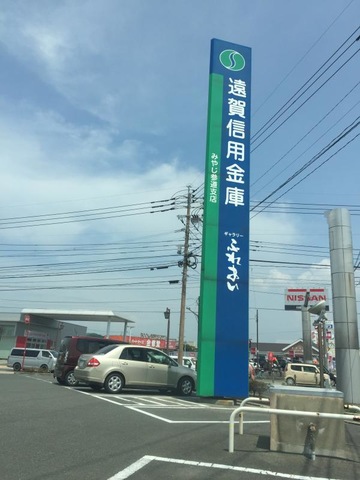 遠賀信用金庫
みやじ参道支店
ギャラリー
ふれあい
NISSAN